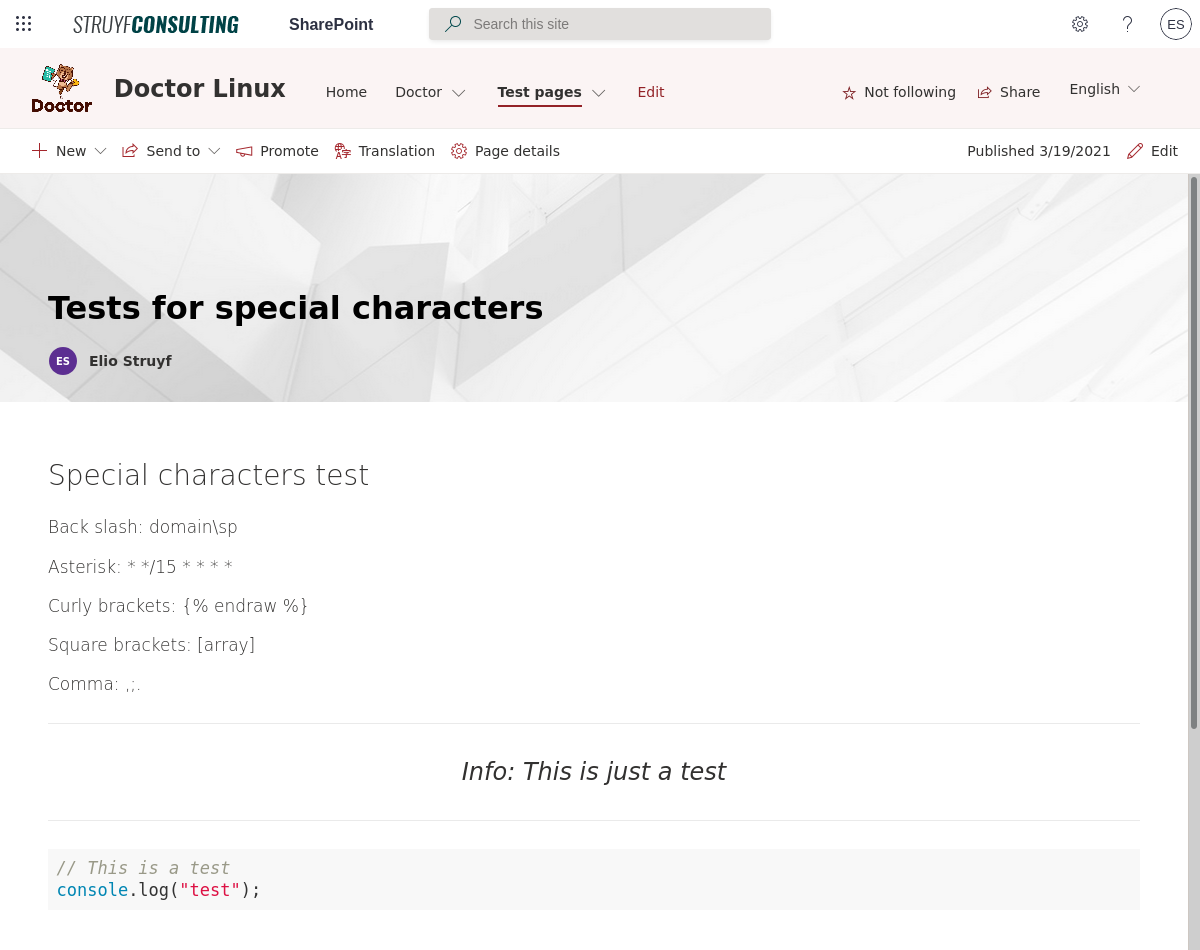 STRUYFCONSULTING SharePoint Search this site ES
Doctor
Doctor Linux Home Doctor Test pages Edit Not following Share English
New Send to Promote Translation Page details Published 3/19/2021 Edit
Tests for special characters
ES Elio Struyf
Special characters test
Back slash: domain\sp
Asterisk: * */15 * * * *
Curly brackets: {% endraw %}
Square brackets: [array]
Comma: ,;.
Info: This is just a test
// This is a test
console.log("test");